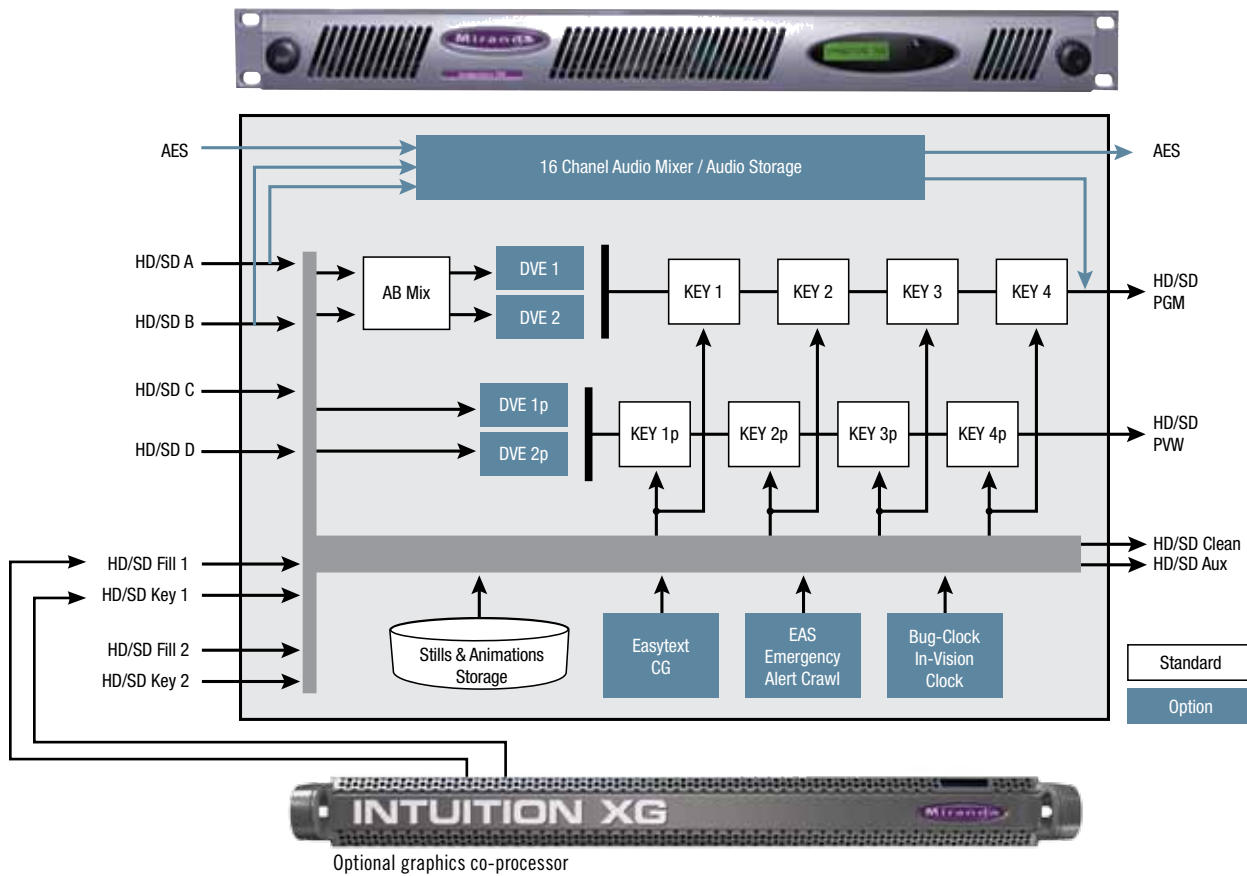 Miranda
AES
16 Chanel Audio Mixer / Audio Storage
AES
HD/SD A
HD/SD B
HD/SD C
HD/SD D
AB Mix
DVE 1
DVE 2
KEY 1
KEY 2
KEY 3
KEY 4
HD/SD
PGM
DVE 1p
DVE 2p
KEY 1p
KEY 2p
KEY 3p
KEY 4p
HD/SD
PVW
HD/SD Fill 1
HD/SD Key 1
HD/SD Fill 2
HD/SD Key 2
HD/SD Clean
HD/SD Aux
Stills & Animations
Storage
Easytext
CG
EAS
Emergency
Alert Crawl
Bug-Clock
In-Vision
Clock
Standard
Option
INTUITION XG
Miranda
Optional graphics co-processor